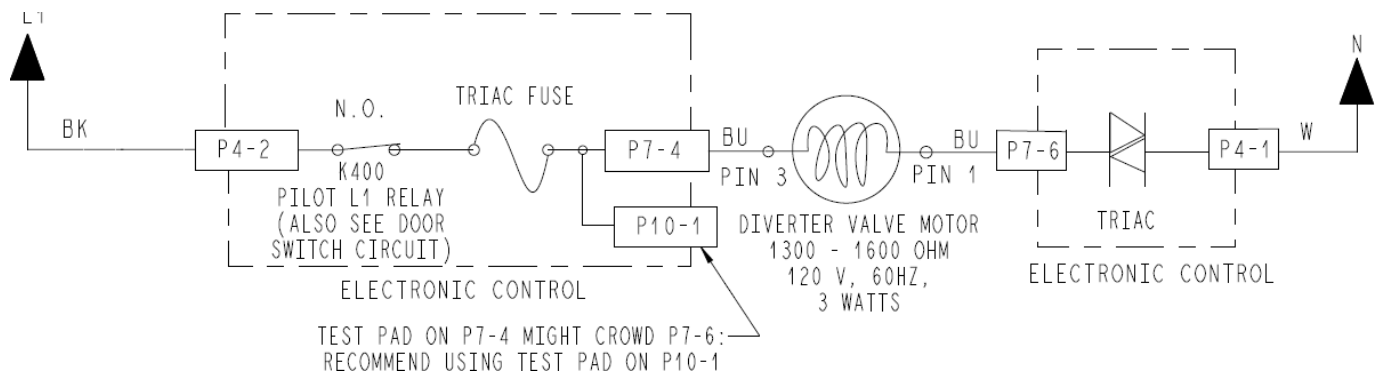 L1
N
BK
P4-2
N.O.
K400
PILOT L1 RELAY
(ALSO SEE DOOR
SWITCH CIRCUIT)
TRIAC FUSE
P7-4
P10-1
ELECTRONIC CONTROL
TEST PAD ON P7-4 MIGHT CROWD P7-6:
RECOMMEND USING TEST PAD ON P10-1
BU
PIN 3
DIVERTER VALVE MOTOR
1300 - 1600 OHM
120 V, 60HZ,
3 WATTS
BU
PIN 1
P7-6
TRIAC
P4-1
W
ELECTRONIC CONTROL